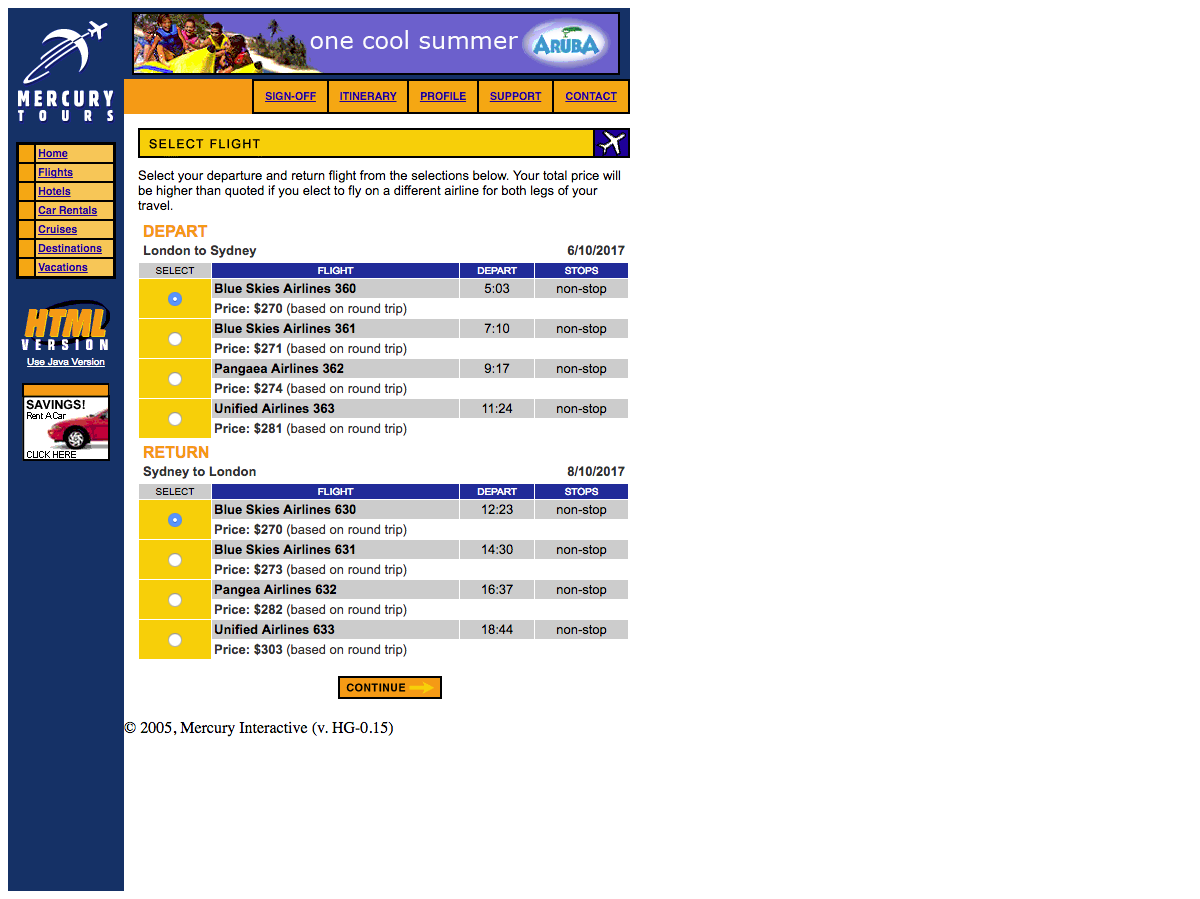 one cool summer ARUBA
MERCURY
TOURS
SIGN-OFF ITINERARY PROFILE SUPPORT CONTACT
Home
Flights
Hotels
Car Rentals
Cruises
Destinations
Vacations
HTML
VERSION
Use Java Version
SAVINGS!
Rent A Car
CLICK HERE
SELECT FLIGHT
Select your departure and return flight from the selections below. Your total price will
be higher than quoted if you elect to fly on a different airline for both legs of your
travel.
DEPART
London to Sydney 6/10/2017
SELECT FLIGHT DEPART STOPS
Blue Skies Airlines 360 5:03 non-stop
Price: $270 (based on round trip)
Blue Skies Airlines 361 7:10 non-stop
Price: $271 (based on round trip)
Pangaea Airlines 362 9:17 non-stop
Price: $274 (based on round trip)
Unified Airlines 363 11:24 non-stop
Price: $281 (based on round trip)
RETURN
Sydney to London 8/10/2017
SELECT FLIGHT DEPART STOPS
Blue Skies Airlines 630 12:23 non-stop
Price: $270 (based on round trip)
Blue Skies Airlines 631 14:30 non-stop
Price: $273 (based on round trip)
Pangea Airlines 632 16:37 non-stop
Price: $282 (based on round trip)
Unified Airlines 633 18:44 non-stop
Price: $303 (based on round trip)
CONTINUE
© 2005, Mercury Interactive (v. HG-0.15)